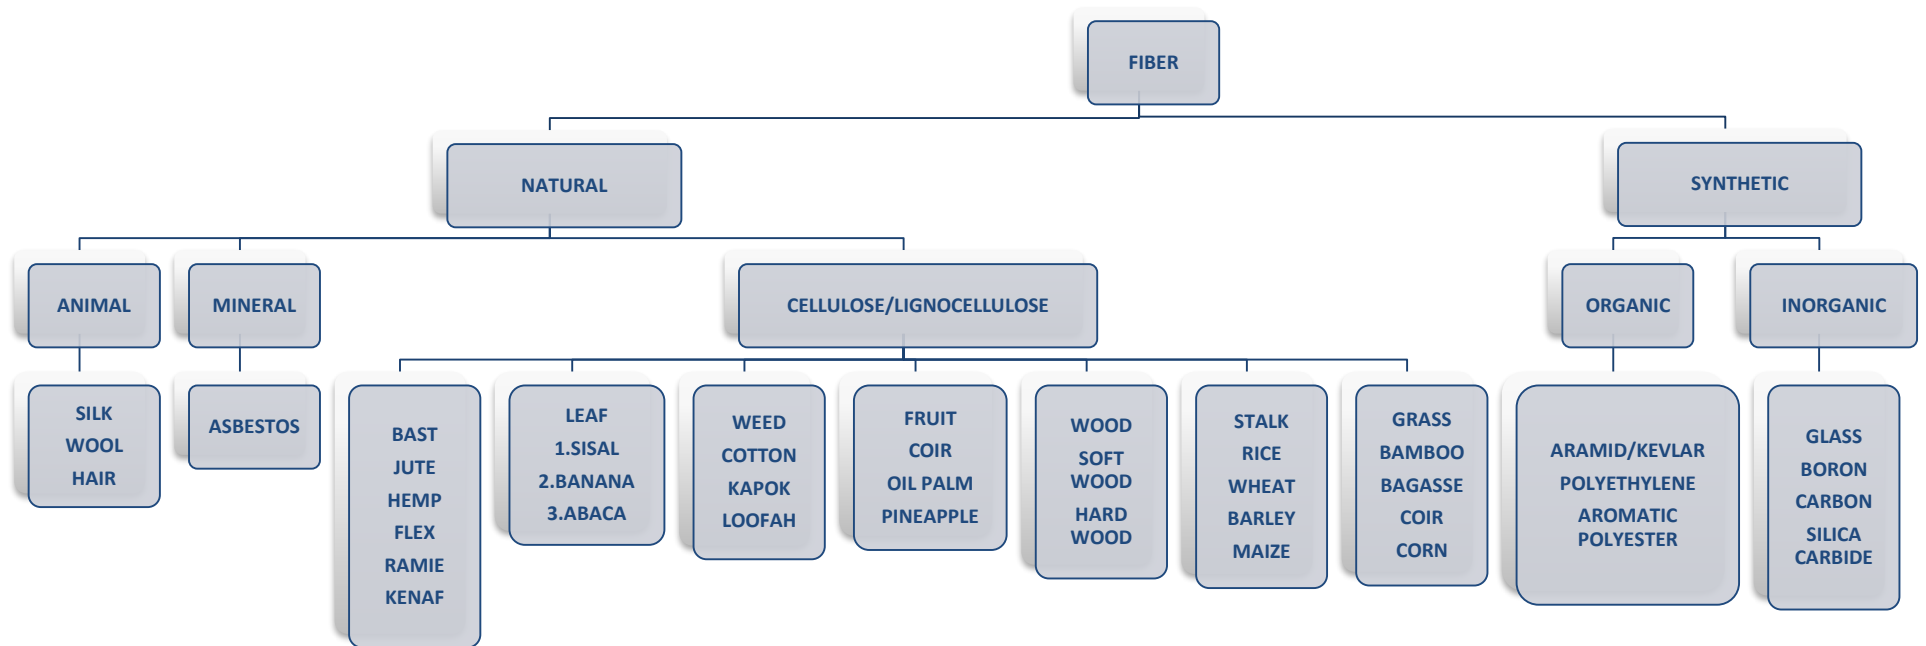 FIBER
NATURAL
SYNTHETIC
ANIMAL
MINERAL
CELLULOSE/LIGNOCELLULOSE
ORGANIC
INORGANIC
SILK
WOOL
HAIR
ASBESTOS
BAST
JUTE
HEMP
FLEX
RAMIE
KENAF
LEAF
1.SISAL
2.BANANA
3.ABACA
WEED
COTTON
KAPOK
LOOFAH
FRUIT
COIR
OIL PALM
PINEAPPLE
WOOD
SOFT
WOOD
HARD
WOOD
STALK
RICE
WHEAT
BARLEY
MAIZE
GRASS
BAMBOO
BAGASSE
COIR
CORN
ARAMID/KEVLAR
POLYETHYLENE
AROMATIC
POLYESTER
GLASS
BORON
CARBON
SILICA
CARBIDE